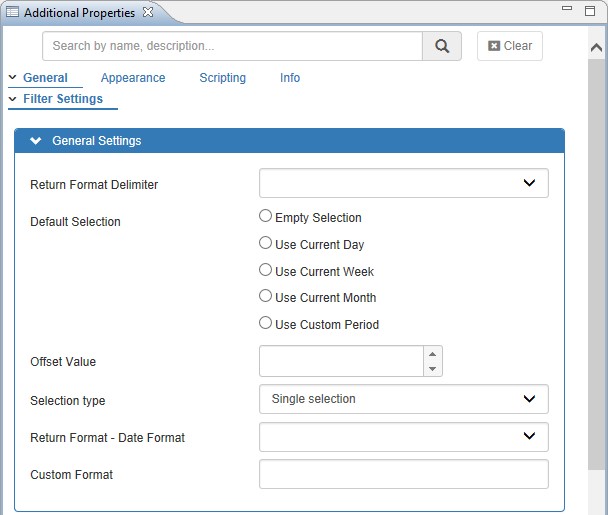 Additional Properties
Search by name, description...
Clear
General Appearance Scripting Info
Filter Settings
General Settings
Return Format Delimiter
Default Selection
Empty Selection
Use Current Day
Use Current Week
Use Current Month
Use Custom Period
Offset Value
Selection type Single selection
Return Format - Date Format
Custom Format